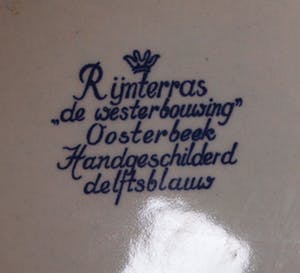 Rijnterras
„de westerbouwing"
Oosterbeek
Handgeschilderd
delftsblauw